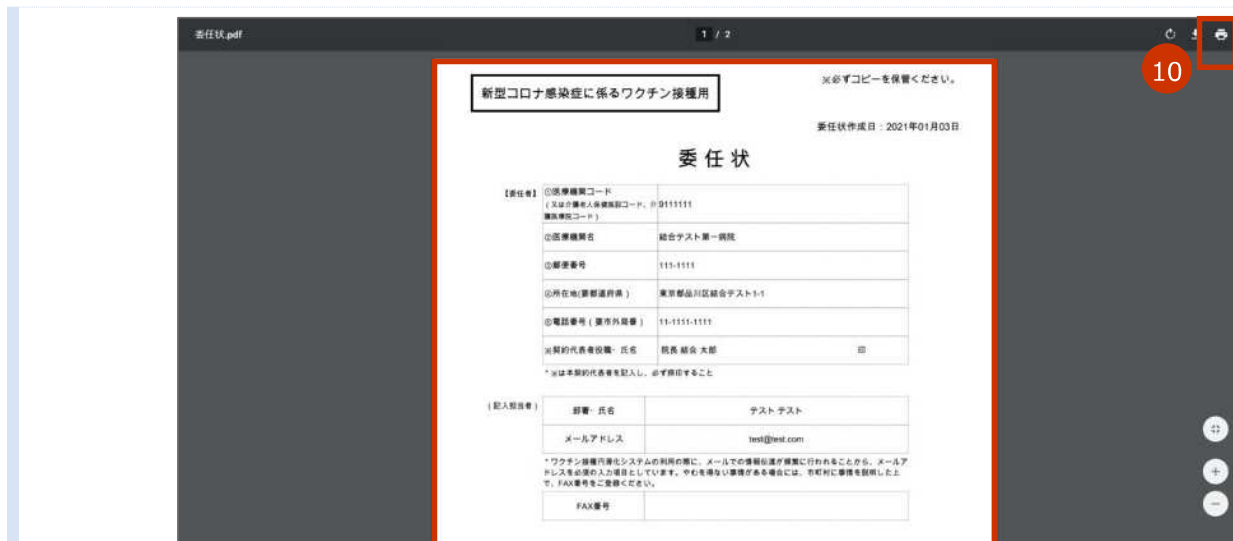 委任状.pdf
1 / 2
10
※必ずコピーを保管ください。
新型コロナ感染症に係るワクチン接種用
委任状作成日:2021年01月03日
委任状
【委任者】
①医療機関コード
(又は介護老人保健施設コード、介
護医療院コード)
9111111
②医療機関名
結合テスト第一病院
③郵便番号
111-1111
④所在地(要都道府県)
東京都品川区結合テスト1-1
⑤電話番号(要市外局番)
11-1111-1111
※契約代表者役職・氏名
院長 結合 太郎
印
*※は本契約代表者を記入し、必ず押印すること
(記入担当者)
部署・氏名
テスト テスト
メールアドレス
test@test.com
*ワクチン接種円滑化システムの利用の際に、メールでの情報伝達が頻繁に行われることから、メールア
ドレスを必須の入力項目としています。やむを得ない事情がある場合には、市町村に事情を説明した上
で、FAX番号をご登録ください。
FAX番号